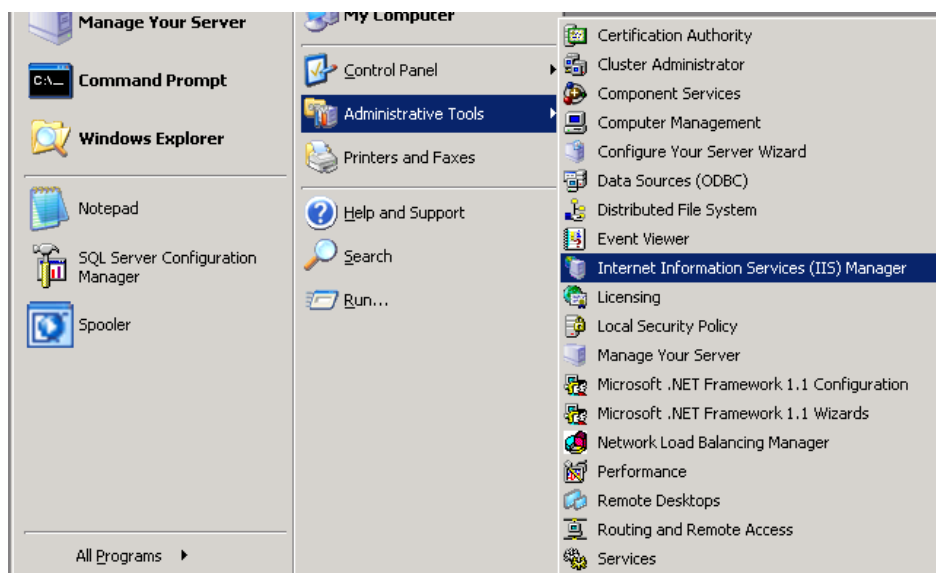 Manage Your Server
C:\_
Command Prompt
Windows Explorer
Notepad
SQL Server Configuration
Manager
Spooler
All Programs
My Computer
Control Panel
Administrative Tools
Printers and Faxes
Help and Support
Search
Run...
Certification Authority
Cluster Administrator
Component Services
Computer Management
Configure Your Server Wizard
Data Sources (ODBC)
Distributed File System
Event Viewer
Internet Information Services (IIS) Manager
Licensing
Local Security Policy
Manage Your Server
Microsoft .NET Framework 1.1 Configuration
Microsoft .NET Framework 1.1 Wizards
Network Load Balancing Manager
Performance
Remote Desktops
Routing and Remote Access
Services